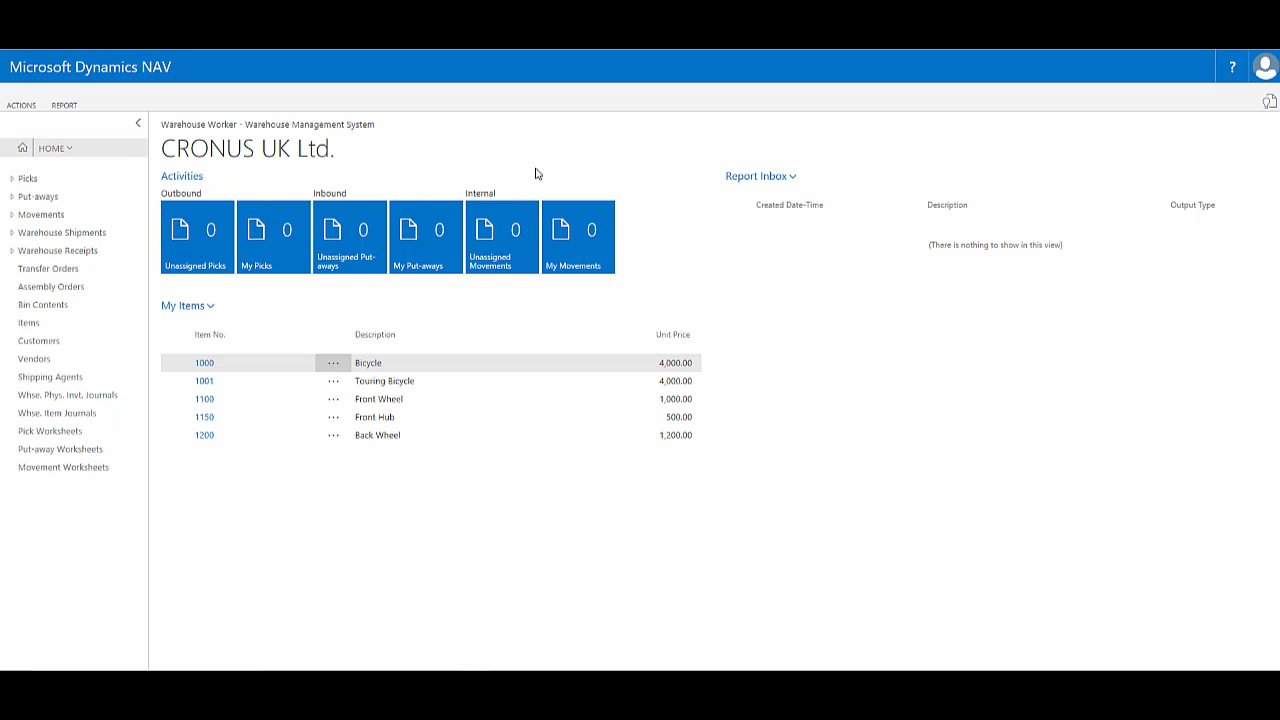 Microsoft Dynamics NAV
?
ACTIONS REPORT
HOME
Picks
Put-aways
Movements
Warehouse Shipments
Warehouse Receipts
Transfer Orders
Assembly Orders
Bin Contents
Items
Customers
Vendors
Shipping Agents
Whse. Phys. Invt. Journals
Whse. Item Journals
Pick Worksheets
Put-away Worksheets
Movement Worksheets
Warehouse Worker - Warehouse Management System
CRONUS UK Ltd.
Activities
Outbound Inbound Internal
0 0 0 0 0 0
Unassigned Picks My Picks Unassigned Put-aways My Put-aways Unassigned Movements My Movements
My Items
Item No. Description Unit Price
1000 ... Bicycle 4,000.00
1001 ... Touring Bicycle 4,000.00
1100 ... Front Wheel 1,000.00
1150 ... Front Hub 500.00
1200 ... Back Wheel 1,200.00
Report Inbox
Created Date-Time Description Output Type
(There is nothing to show in this view)